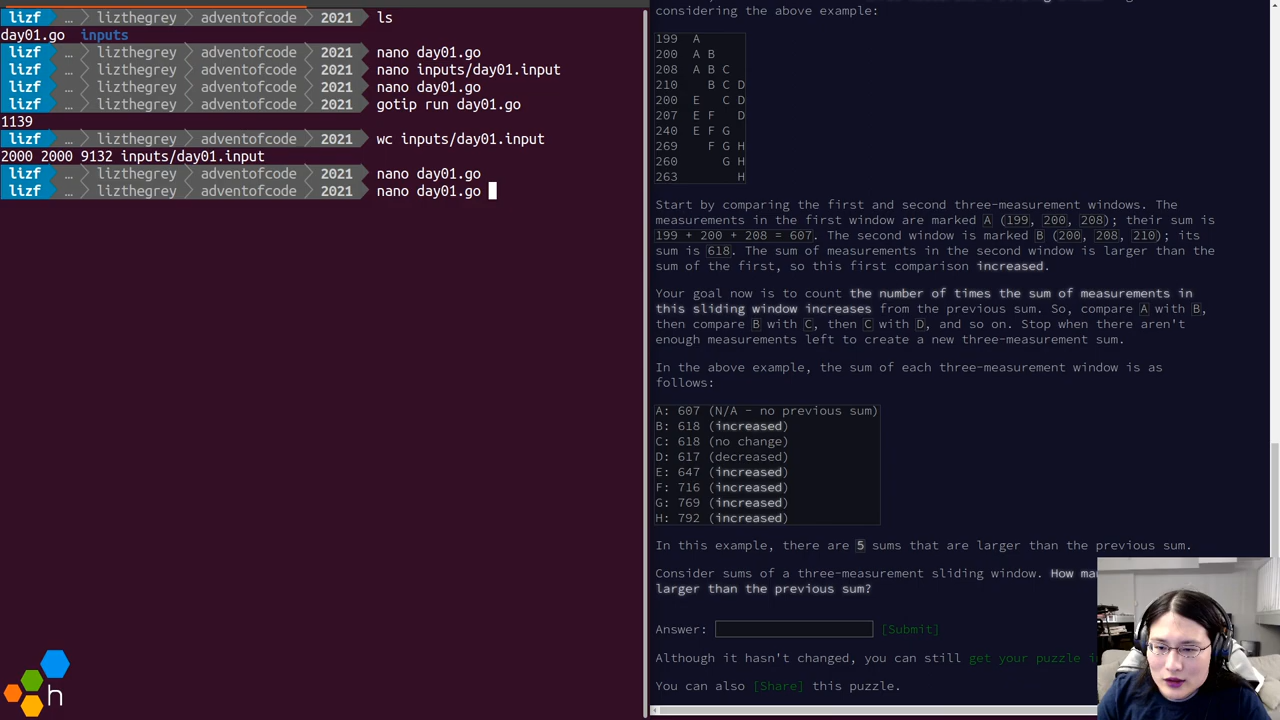 lizf … lizthegrey adventofcode 2021 ls
day01.go inputs
lizf … lizthegrey adventofcode 2021 nano day01.go
lizf … lizthegrey adventofcode 2021 nano inputs/day01.input
lizf … lizthegrey adventofcode 2021 nano day01.go
lizf … lizthegrey adventofcode 2021 gotip run day01.go
1139
lizf … lizthegrey adventofcode 2021 wc inputs/day01.input
2000 2000 9132 inputs/day01.input
lizf … lizthegrey adventofcode 2021 nano day01.go
lizf … lizthegrey adventofcode 2021 nano day01.go
h
considering the above example:
199 A
200 A B
208 A B C
210 B C D
200 E C D
207 E F D
240 E F G
269 F G H
260 G H
263 H
Start by comparing the first and second three-measurement windows. The
measurements in the first window are marked A (199, 200, 208); their sum is
199 + 200 + 208 = 607. The second window is marked B (200, 208, 210); its
sum is 618. The sum of measurements in the second window is larger than the
sum of the first, so this first comparison increased.
Your goal now is to count the number of times the sum of measurements in
this sliding window increases from the previous sum. So, compare A with B,
then compare B with C, then C with D, and so on. Stop when there aren't
enough measurements left to create a new three-measurement sum.
In the above example, the sum of each three-measurement window is as
follows:
A: 607 (N/A - no previous sum)
B: 618 (increased)
C: 618 (no change)
D: 617 (decreased)
E: 647 (increased)
F: 716 (increased)
G: 769 (increased)
H: 792 (increased)
In this example, there are 5 sums that are larger than the previous sum.
Consider sums of a three-measurement sliding window. How
larger than the previous sum?
Answer: [Submit]
Although it hasn't changed, you can still get your puzzle
You can also [Share] this puzzle.